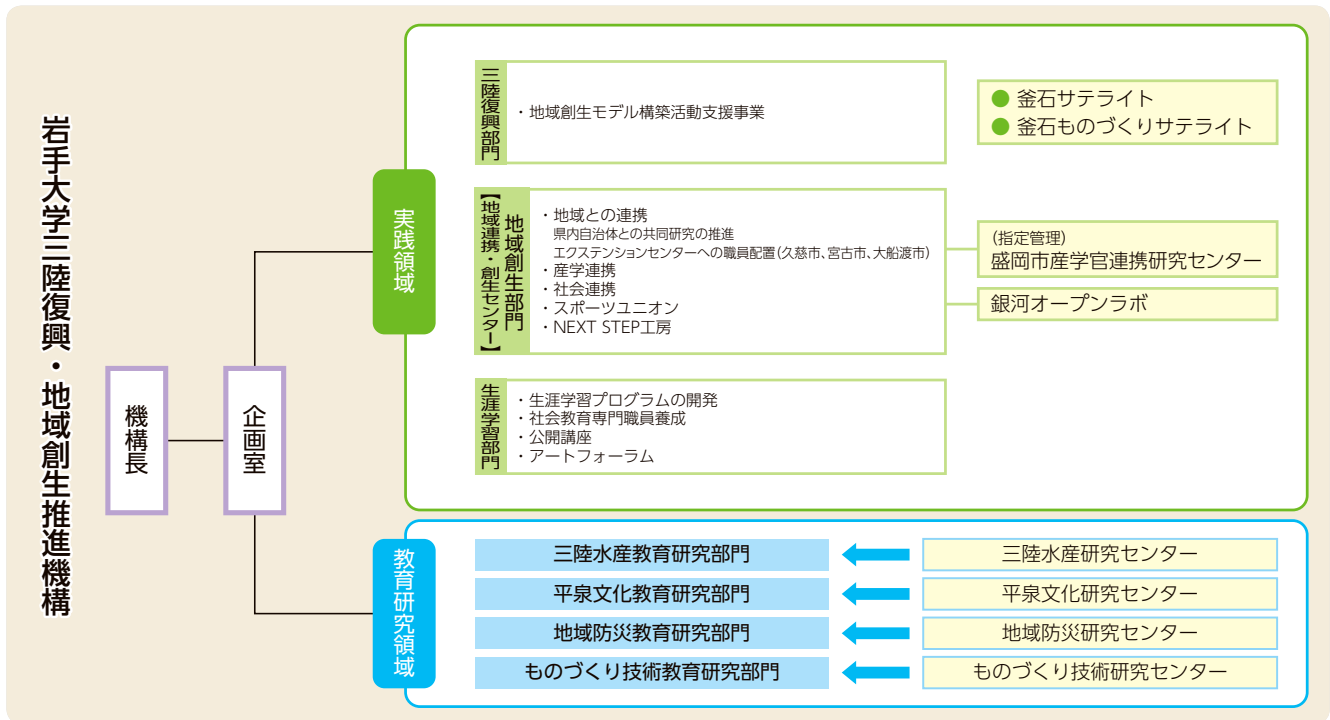 岩手大学三陸復興・地域創生推進機構
機構長
企画室
実践領域
三陸復興部門
・地域創生モデル構築活動支援事業
● 釜石サテライト
● 釜石ものづくりサテライト
地域創生部門
【地域連携・創生センター】
・地域との連携
県内自治体との共同研究の推進
エクステンションセンターへの職員配置(久慈市、宮古市、大船渡市)
・産学連携
・社会連携
・スポーツユニオン
・NEXT STEP工房
(指定管理)
盛岡市産学官連携研究センター
銀河オープンラボ
生涯学習部門
・生涯学習プログラムの開発
・社会教育専門職員養成
・公開講座
・アートフォーラム
教育研究領域
三陸水産教育研究部門
三陸水産研究センター
平泉文化教育研究部門
平泉文化研究センター
地域防災教育研究部門
地域防災研究センター
ものづくり技術教育研究部門
ものづくり技術研究センター